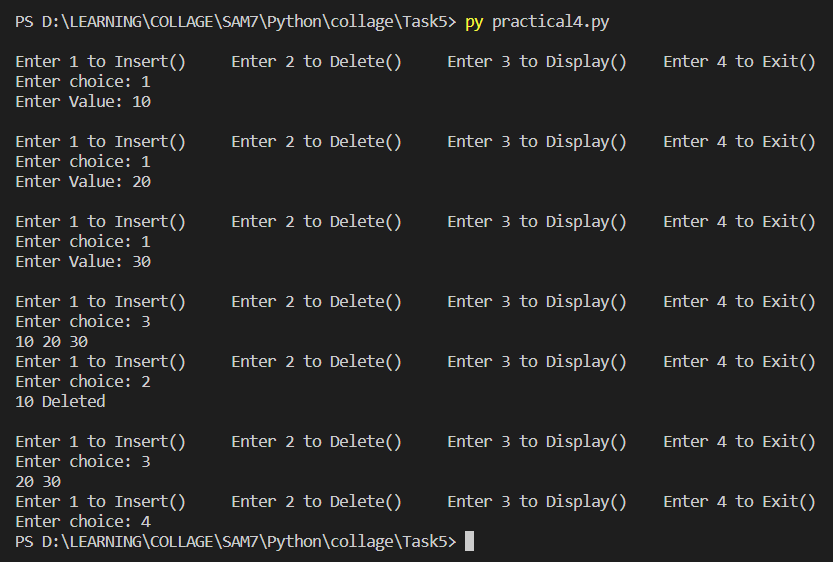 PS D:\LEARNING\COLLAGE\SAM7\Python\collage\Task5> py practical4.py
Enter 1 to Insert()     Enter 2 to Delete()     Enter 3 to Display()    Enter 4 to Exit()
Enter choice: 1
Enter Value: 10
Enter 1 to Insert()     Enter 2 to Delete()     Enter 3 to Display()    Enter 4 to Exit()
Enter choice: 1
Enter Value: 20
Enter 1 to Insert()     Enter 2 to Delete()     Enter 3 to Display()    Enter 4 to Exit()
Enter choice: 1
Enter Value: 30
Enter 1 to Insert()     Enter 2 to Delete()     Enter 3 to Display()    Enter 4 to Exit()
Enter choice: 3
10 20 30
Enter 1 to Insert()     Enter 2 to Delete()     Enter 3 to Display()    Enter 4 to Exit()
Enter choice: 2
10 Deleted
Enter 1 to Insert()     Enter 2 to Delete()     Enter 3 to Display()    Enter 4 to Exit()
Enter choice: 3
20 30
Enter 1 to Insert()     Enter 2 to Delete()     Enter 3 to Display()    Enter 4 to Exit()
Enter choice: 4
PS D:\LEARNING\COLLAGE\SAM7\Python\collage\Task5>